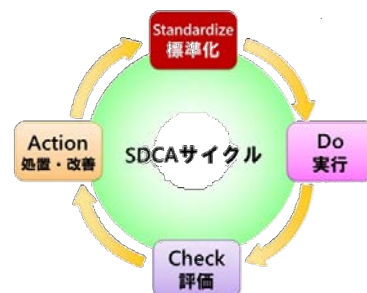 Standardize
標準化
Action
処置・改善
SDCAサイクル
Do
実行
Check
評価